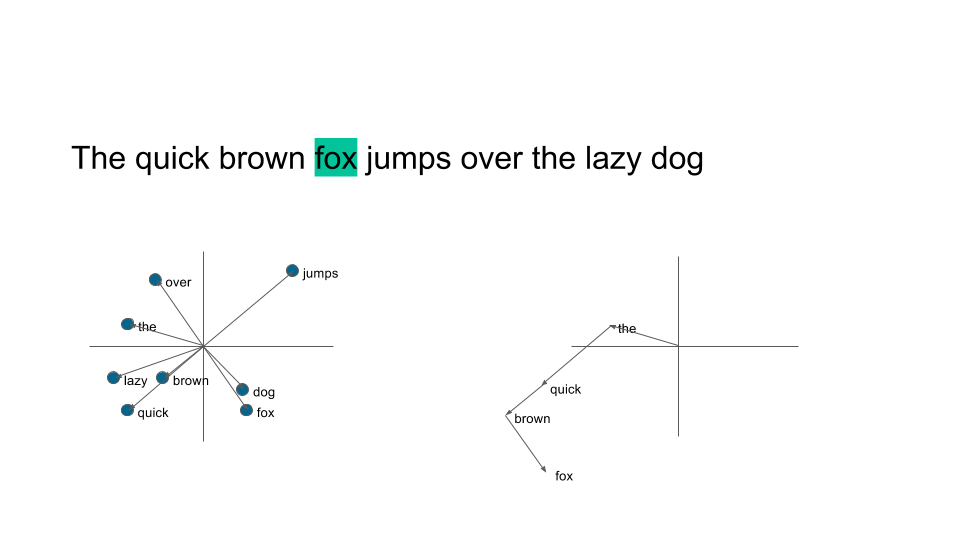 The quick brown fox jumps over the lazy dog
over
jumps
the
lazy
brown
quick
dog
fox
the
quick
brown
fox